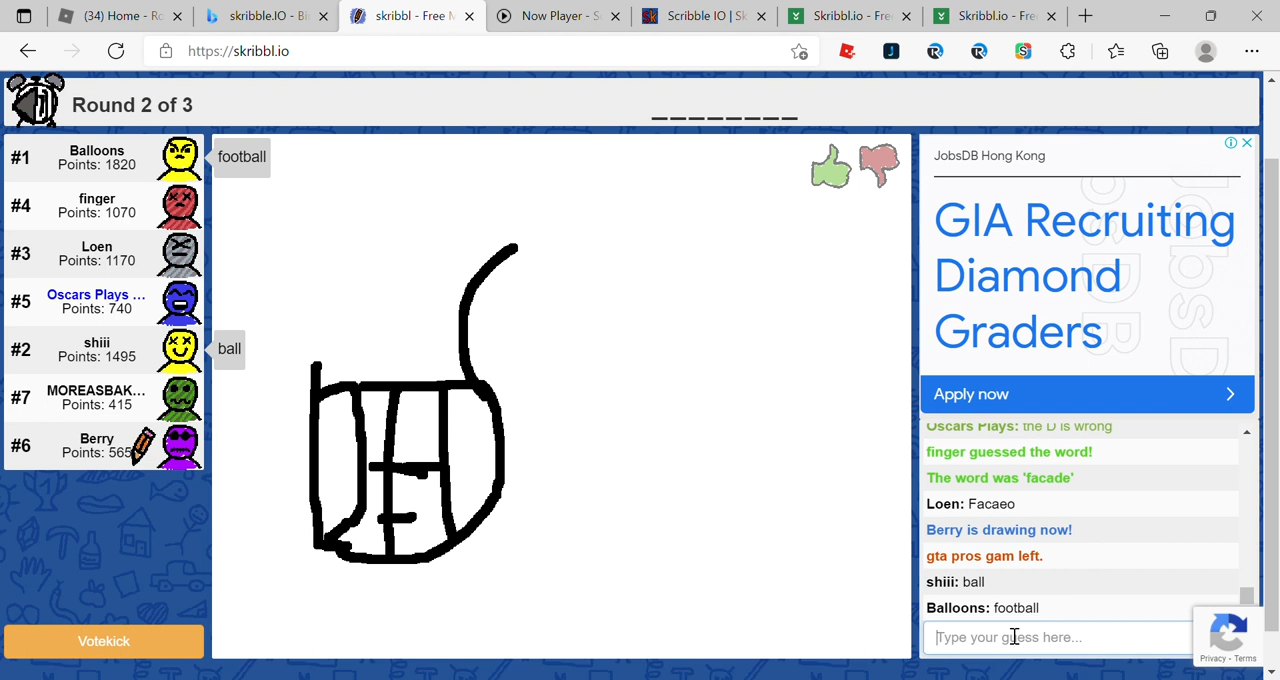 (44) Home - Ro
skribble.IO - Bi
skribbl - Free M
Now Player - S
Scribble IO | Sk
Skribbl.io - Fre
Skribbl.io - Fre
https://skribbl.io
Round 2 of 3
________
#1 Balloons
Points: 1820
football
#4 finger
Points: 1070
#3 Loen
Points: 1170
#5 Oscars Plays ...
Points: 740
#2 shiii
Points: 1495
ball
#7 MOREASBAK...
Points: 415
#6 Berry
Points: 565
Votekick
JobsDB Hong Kong
GIA Recruiting
Diamond
Graders
Apply now
Oscars Plays: the D is wrong
finger guessed the word!
The word was 'facade'
Loen: Facaeo
Berry is drawing now!
gta pros gam left.
shiii: ball
Balloons: football
Type your guess here...
Privacy - Terms